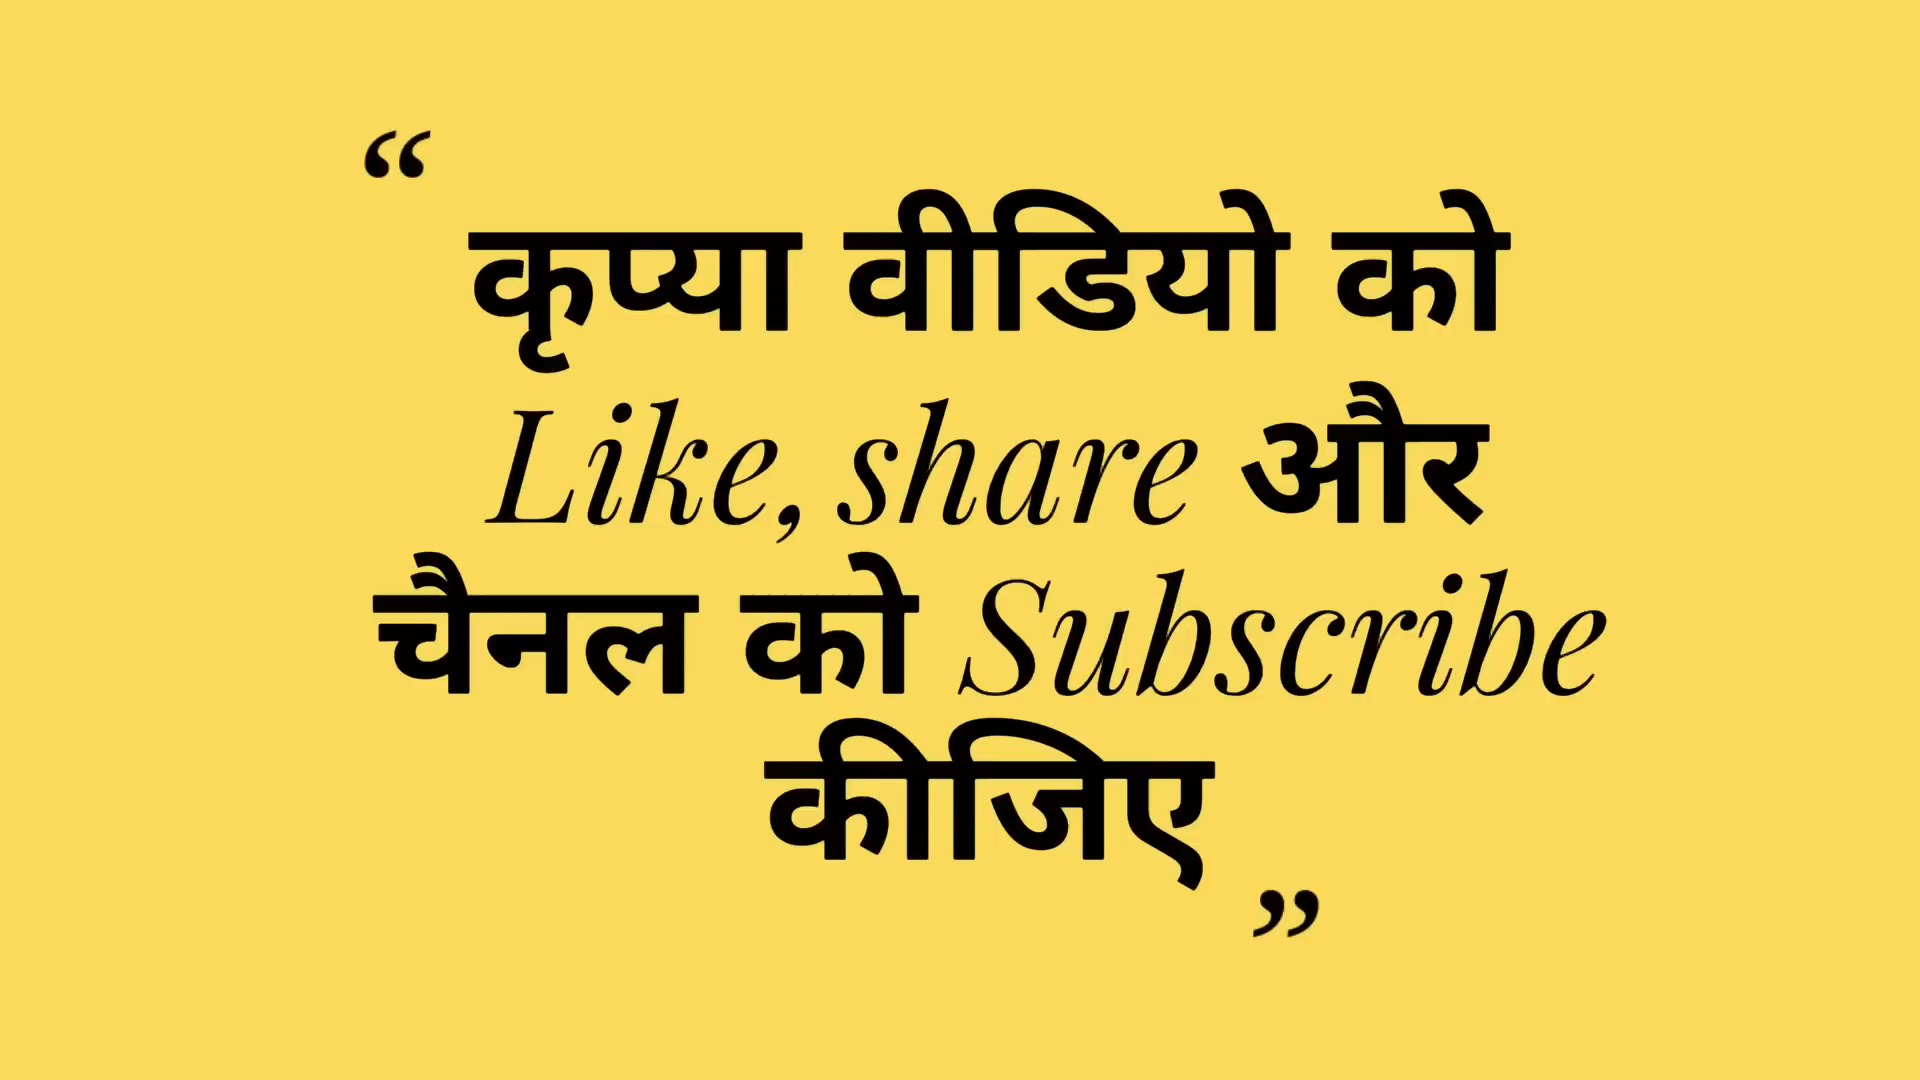 “
कृप्या वीडियो को
Like, share और
चैनल को Subscribe
कीजिए
”